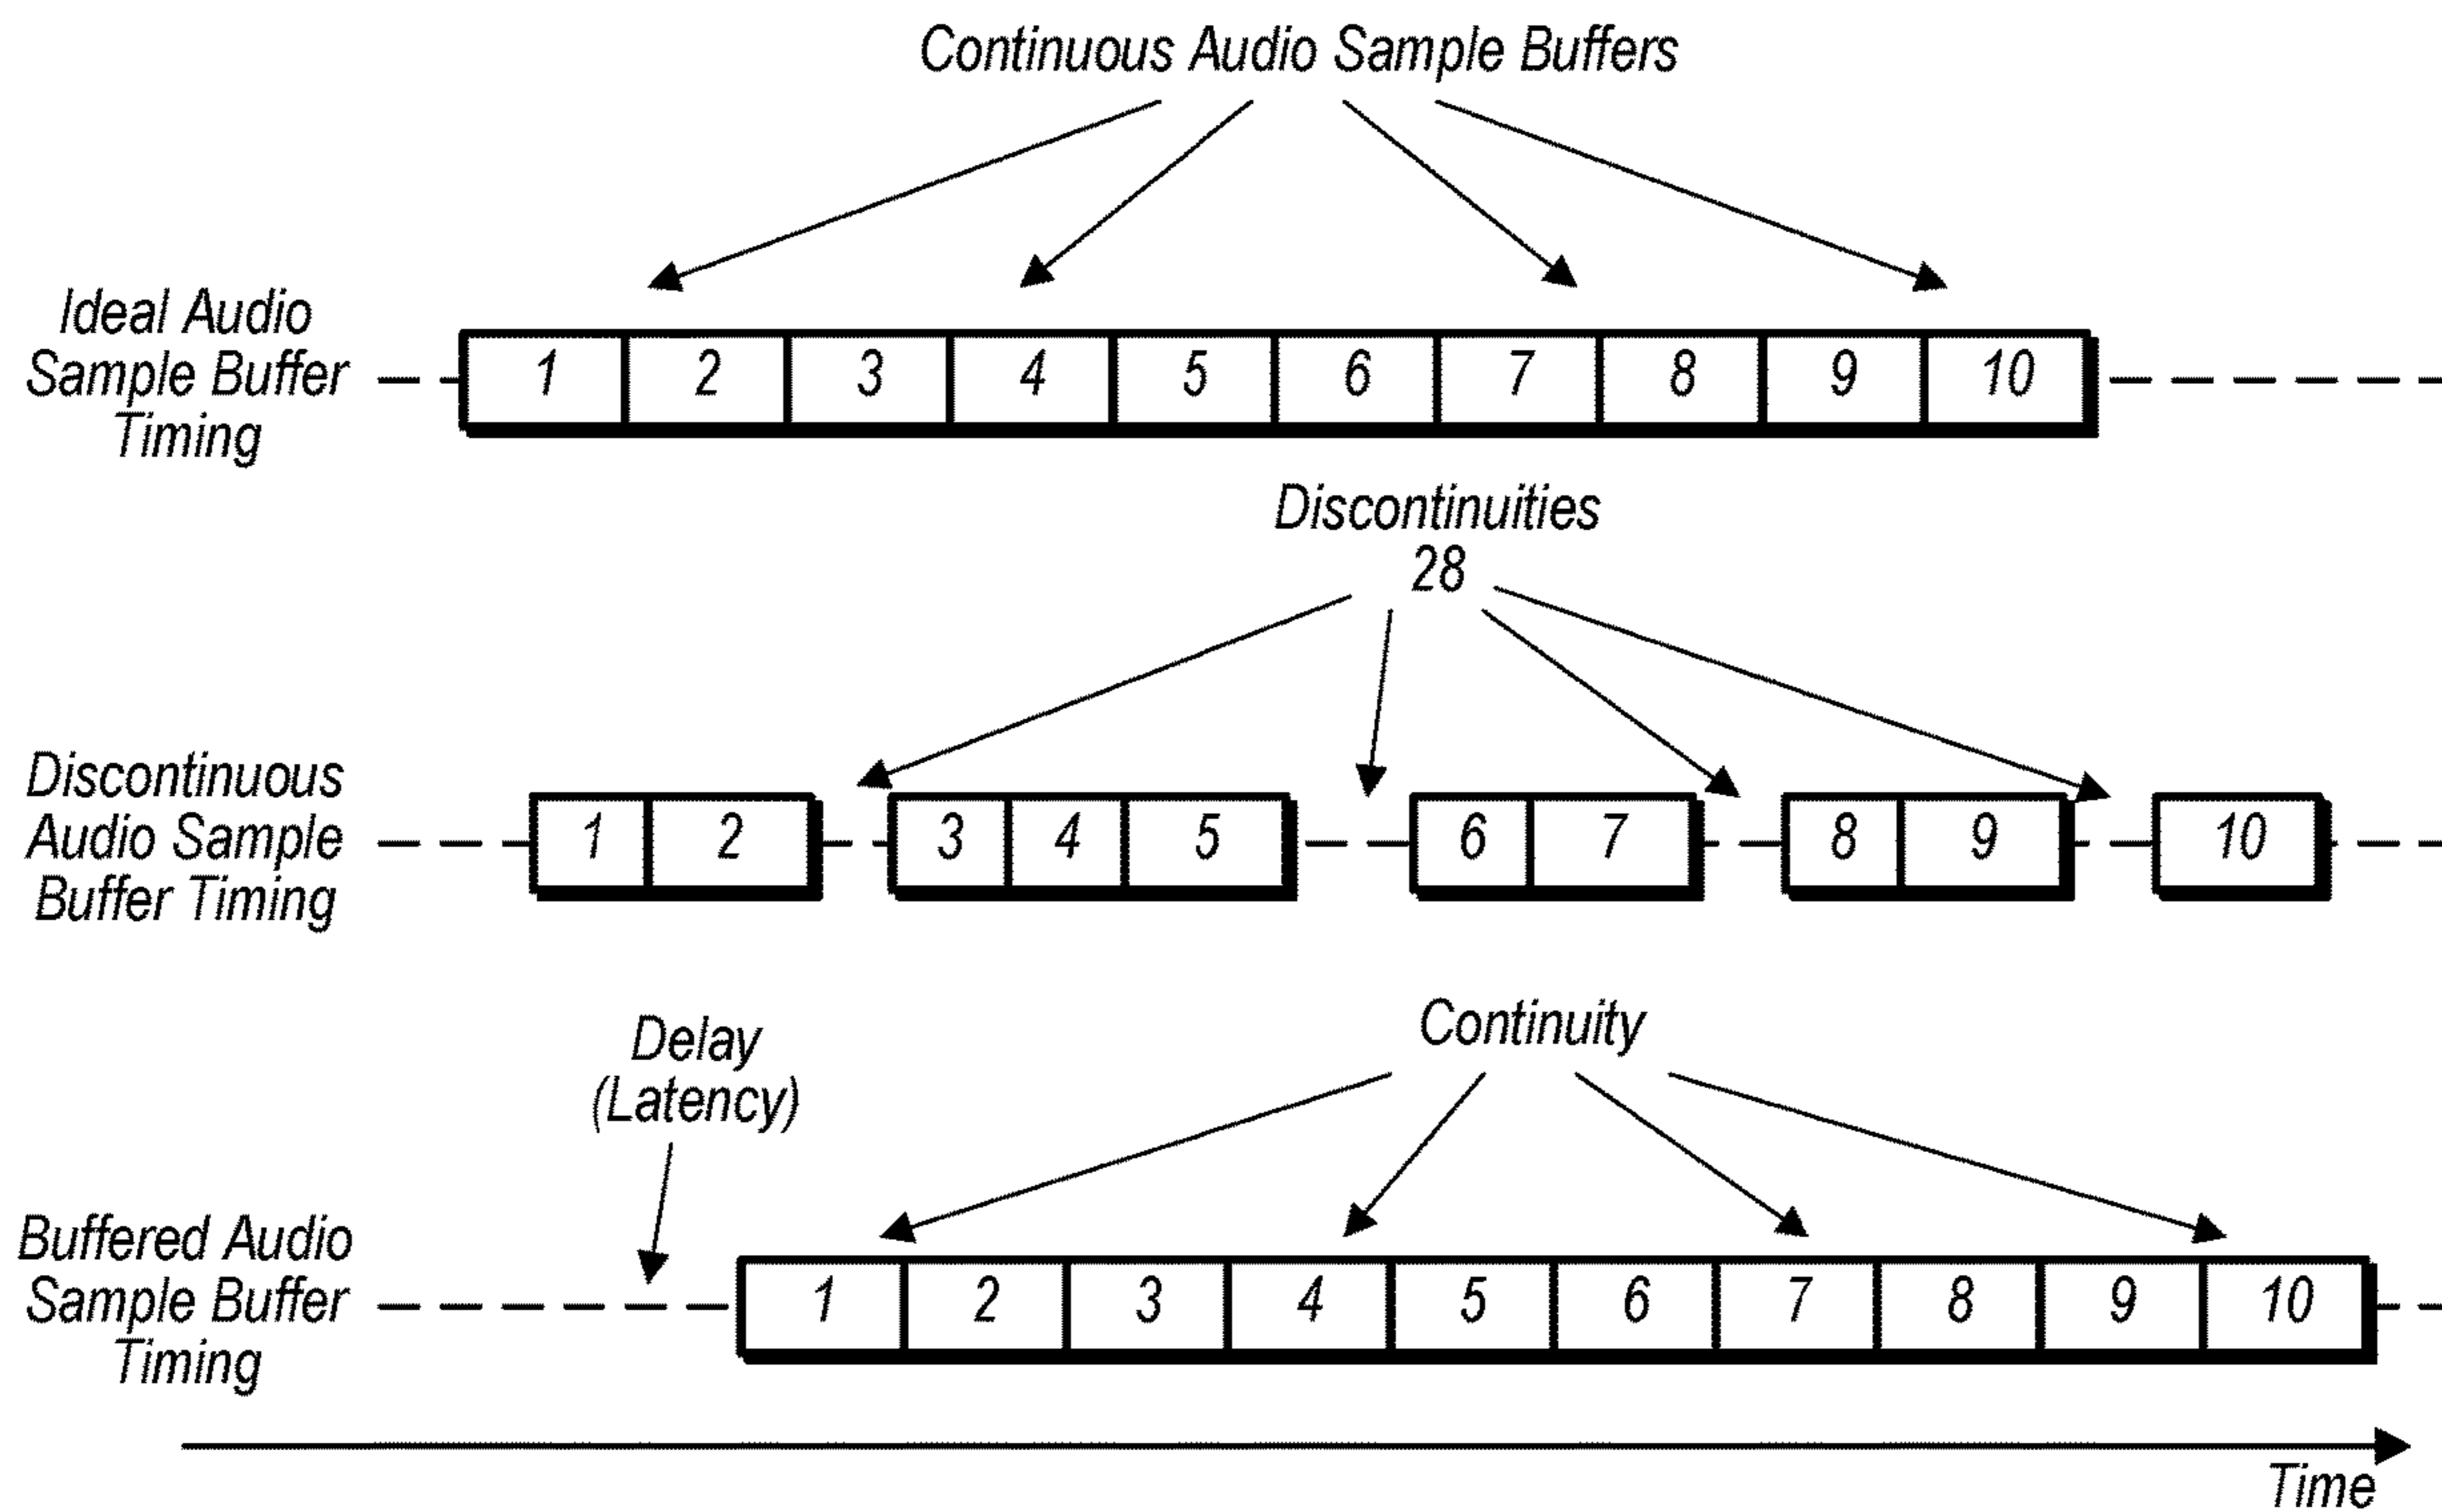 Continuous Audio Sample Buffers
Ideal Audio
Sample Buffer
Timing
1 2 3 4 5 6 7 8 9 10
Discontinuities
28
Discontinuous
Audio Sample
Buffer Timing
1 2 3 4 5 6 7 8 9 10
Delay
(Latency)
Continuity
Buffered Audio
Sample Buffer
Timing
1 2 3 4 5 6 7 8 9 10
Time